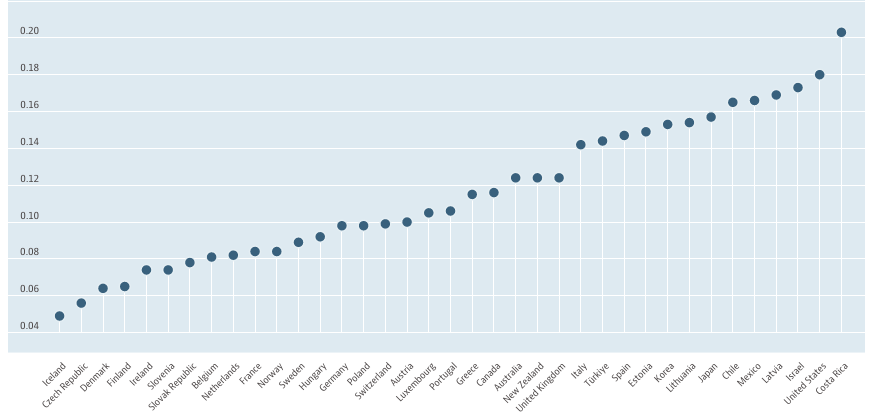 0.20
0.18
0.16
0.14
0.12
0.10
0.08
0.06
0.04
Iceland
Czech Republic
Denmark
Finland
Ireland
Slovenia
Slovak Republic
Belgium
Netherlands
France
Norway
Sweden
Hungary
Germany
Poland
Switzerland
Austria
Luxembourg
Portugal
Greece
Canada
Australia
New Zealand
United Kingdom
Italy
Türkiye
Spain
Estonia
Korea
Lithuania
Japan
Chile
Mexico
Latvia
Israel
United States
Costa Rica